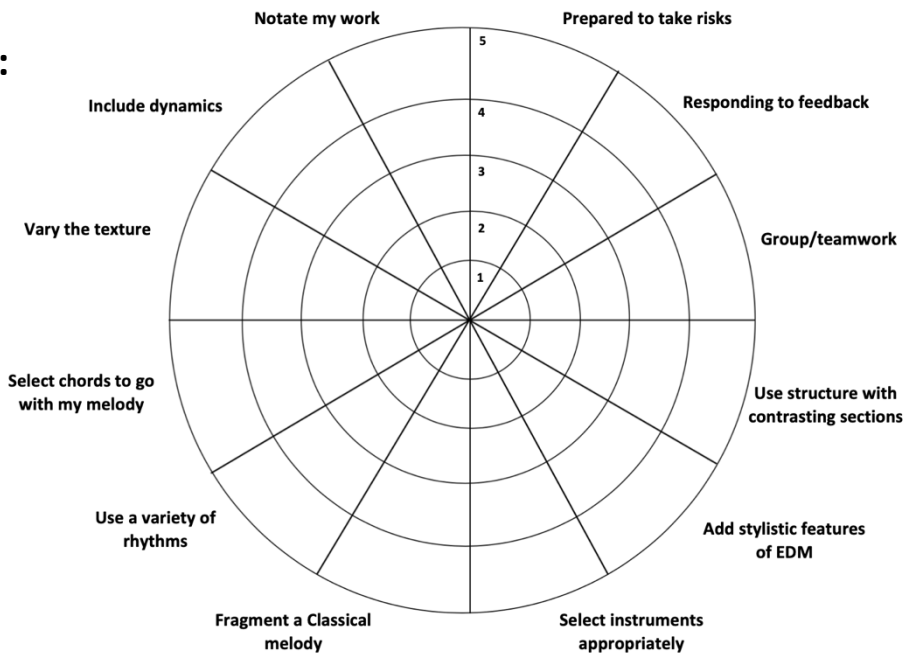 Notate my work
Prepared to take risks
:
5
Include dynamics
Responding to feedback
4
3
Vary the texture
2
Group/teamwork
1
Select chords to go
with my melody
Use structure with
contrasting sections
Use a variety of
rhythms
Add stylistic features
of EDM
Fragment a Classical
melody
Select instruments
appropriately